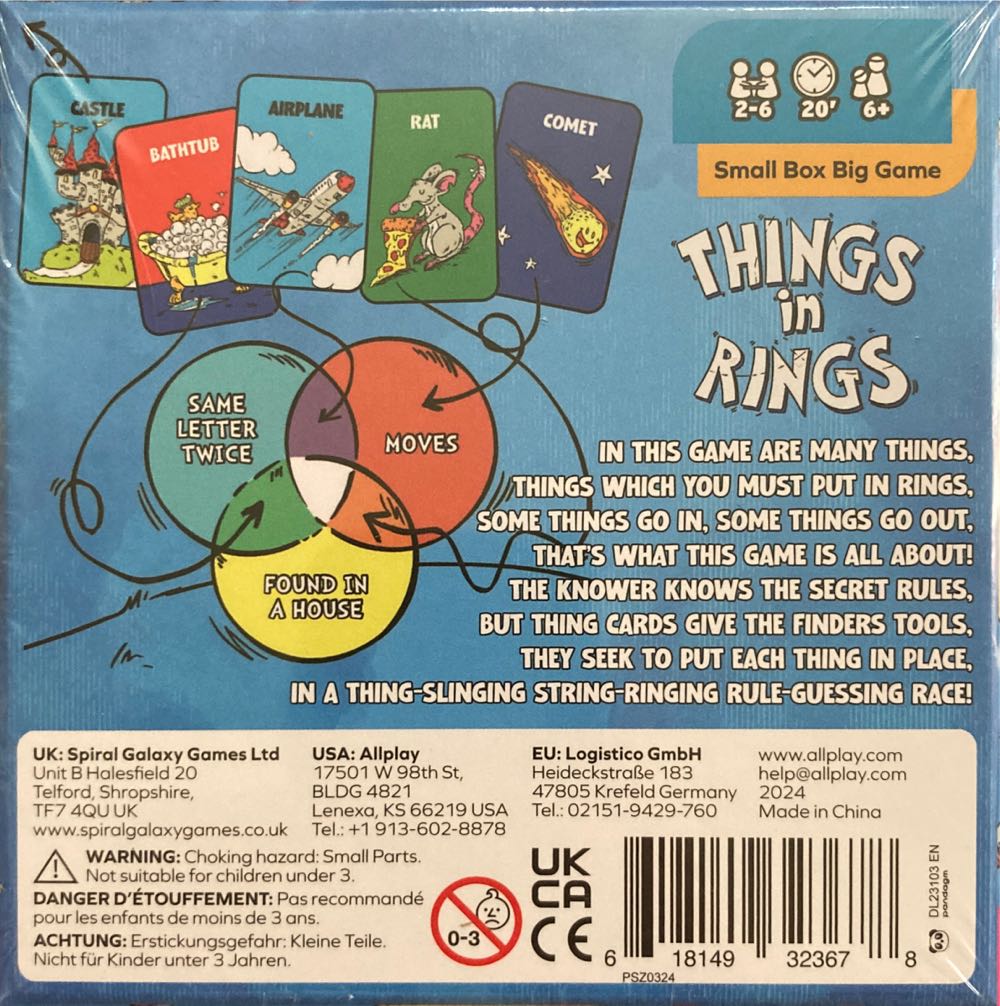 CASTLE
BATHTUB
AIRPLANE
RAT
COMET
2-6 20' 6+
Small Box Big Game
THINGS
in
RINGS
SAME
LETTER
TWICE
MOVES
FOUND IN
A HOUSE
IN THIS GAME ARE MANY THINGS,
THINGS WHICH YOU MUST PUT IN RINGS,
SOME THINGS GO IN, SOME THINGS GO OUT,
THAT'S WHAT THIS GAME IS ALL ABOUT!
THE KNOWER KNOWS THE SECRET RULES,
BUT THING CARDS GIVE THE FINDERS TOOLS,
THEY SEEK TO PUT EACH THING IN PLACE,
IN A THING-SLINGING STRING-RINGING RULE-GUESSING RACE!
UK: Spiral Galaxy Games Ltd
Unit B Halesfield 20
Telford, Shropshire,
TF7 4QU UK
www.spiralgalaxygames.co.uk
USA: Allplay
17501 W 98th St,
BLDG 4821
Lenexa, KS 66219 USA
Tel.: +1 913-602-8878
EU: Logistico GmbH
Heideckstraße 183
47805 Krefeld Germany
Tel.: 02151-9429-760
www.allplay.com
help@allplay.com
2024
Made in China
WARNING: Choking hazard: Small Parts.
Not suitable for children under 3.
DANGER D'ÉTOUFFEMENT: Pas recommandé
pour les enfants de moins de 3 ans.
ACHTUNG: Erstickungsgefahr: Kleine Teile.
Nicht für Kinder unter 3 Jahren.
0-3
UK
CA
CE
6 18149 32367 8
PSZ0324
DL23103 EN
pandagm